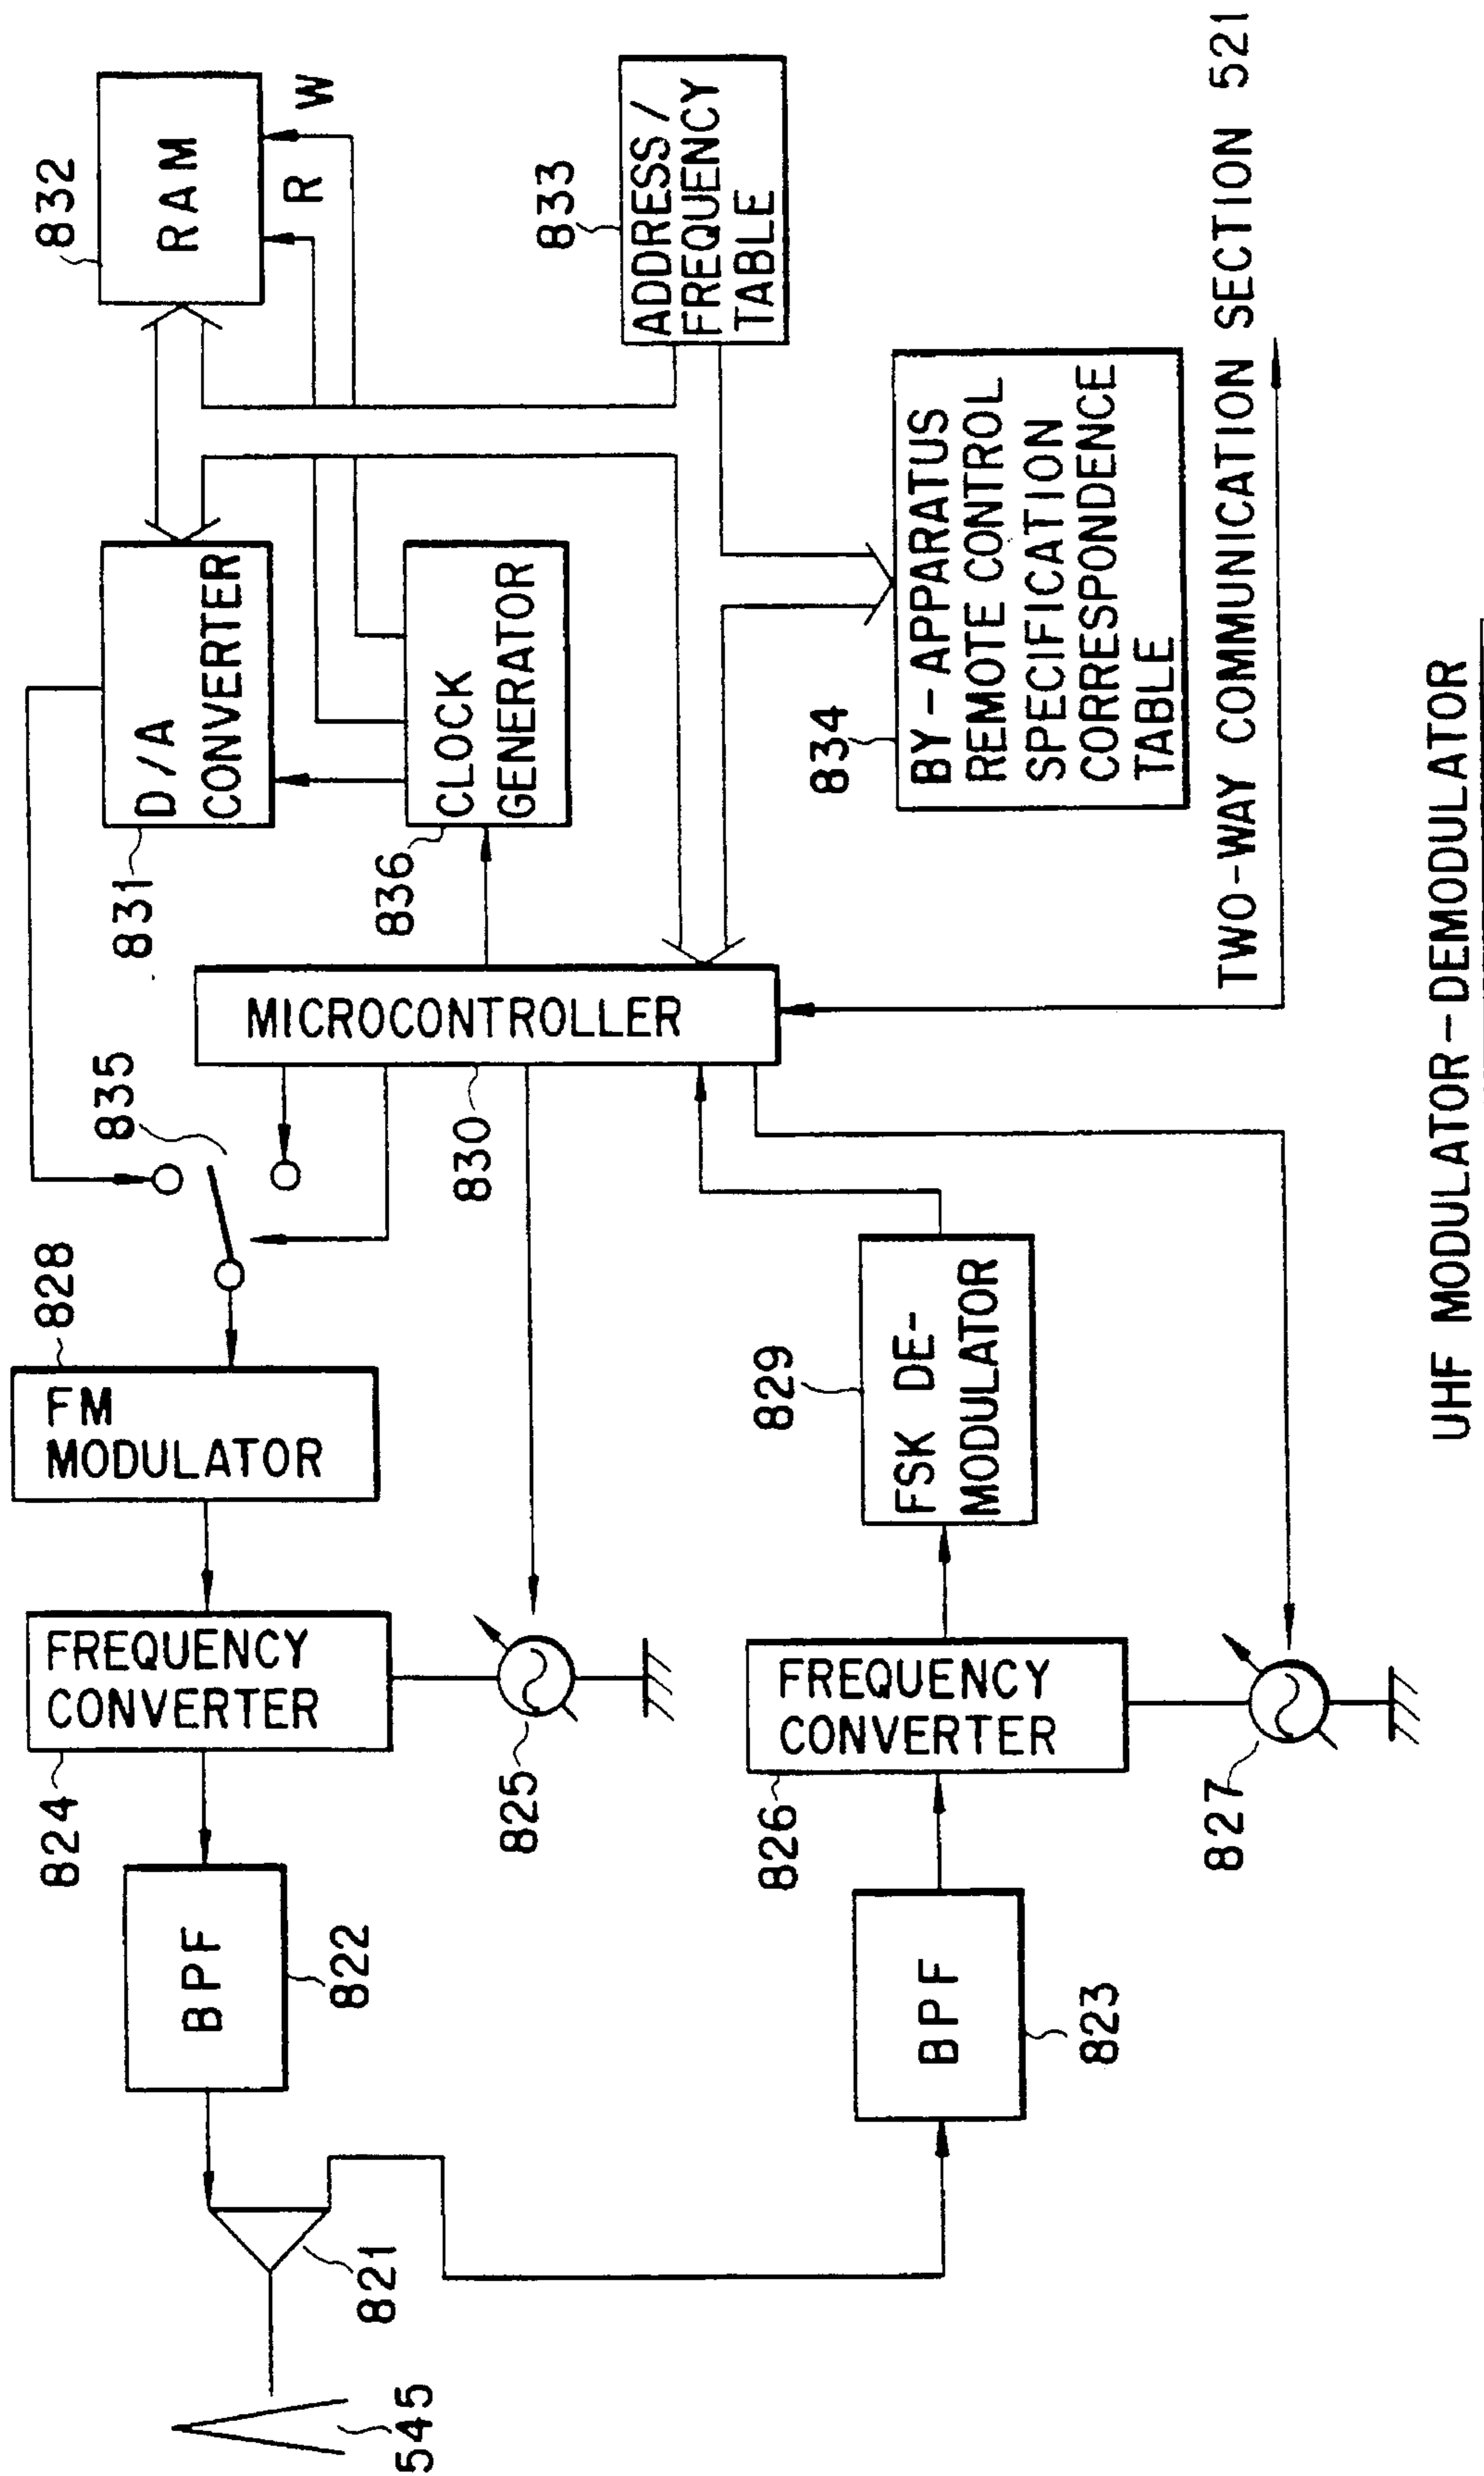 832
RAM
R
W
831
D/A
CONVERTER
835
828
FM
MODULATOR
824
FREQUENCY
CONVERTER
BPF
822
821
545
836
CLOCK
GENERATOR
MICROCONTROLLER
830
825
833
ADDRESS/
FREQUENCY
TABLE
834
BY-APPARATUS
REMOTE CONTROL
SPECIFICATION
CORRESPONDENCE
TABLE
829
FSK DE-
MODULATOR
826
FREQUENCY
CONVERTER
827
BPF
823
TWO-WAY COMMUNICATION SECTION 521
UHF MODULATOR-DEMODULATOR